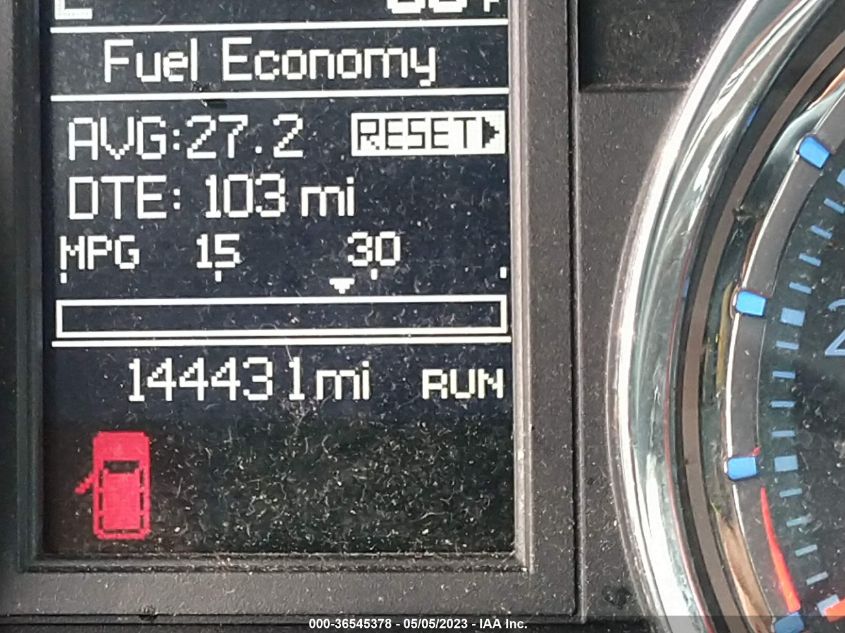 Fuel Economy
AVG:27.2 RESET
DTE: 103 mi
MPG 15 30
144431mi RUN
000-36545378 - 05/05/2023 - IAA Inc.